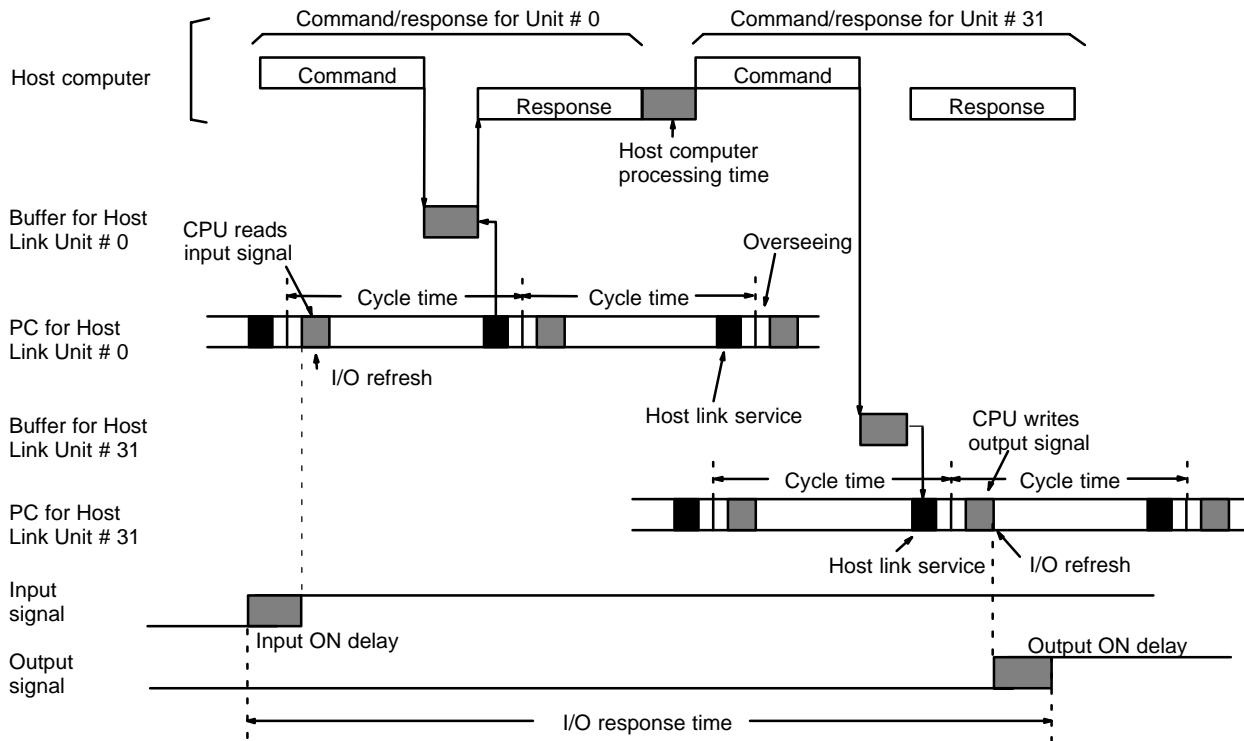 Command/response for Unit # 0
Command/response for Unit # 31
Host computer
Command
Command
Response
Response
Host computer
processing time
Buffer for Host
Link Unit # 0
CPU reads
input signal
Overseeing
Cycle time
Cycle time
PC for Host
Link Unit # 0
I/O refresh
Host link service
Buffer for Host
Link Unit # 31
CPU writes
output signal
Cycle time
Cycle time
PC for Host
Link Unit # 31
Host link service
I/O refresh
Input
signal
Input ON delay
Output
signal
Output ON delay
I/O response time